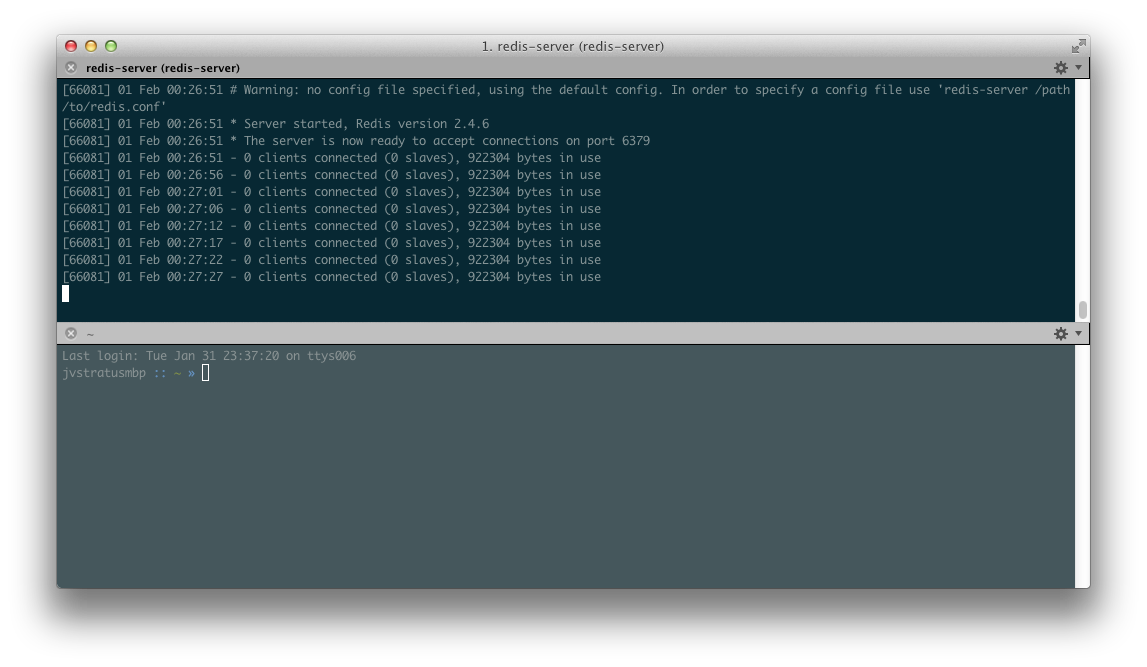 1. redis-server (redis-server)
redis-server (redis-server)
[66081] 01 Feb 00:26:51 # Warning: no config file specified, using the default config. In order to specify a config file use 'redis-server /path
/to/redis.conf'
[66081] 01 Feb 00:26:51 * Server started, Redis version 2.4.6
[66081] 01 Feb 00:26:51 * The server is now ready to accept connections on port 6379
[66081] 01 Feb 00:26:51 - 0 clients connected (0 slaves), 922304 bytes in use
[66081] 01 Feb 00:26:56 - 0 clients connected (0 slaves), 922304 bytes in use
[66081] 01 Feb 00:27:01 - 0 clients connected (0 slaves), 922304 bytes in use
[66081] 01 Feb 00:27:06 - 0 clients connected (0 slaves), 922304 bytes in use
[66081] 01 Feb 00:27:12 - 0 clients connected (0 slaves), 922304 bytes in use
[66081] 01 Feb 00:27:17 - 0 clients connected (0 slaves), 922304 bytes in use
[66081] 01 Feb 00:27:22 - 0 clients connected (0 slaves), 922304 bytes in use
[66081] 01 Feb 00:27:27 - 0 clients connected (0 slaves), 922304 bytes in use
~
Last login: Tue Jan 31 23:37:20 on ttys006
jvstratusmbp :: ~ »